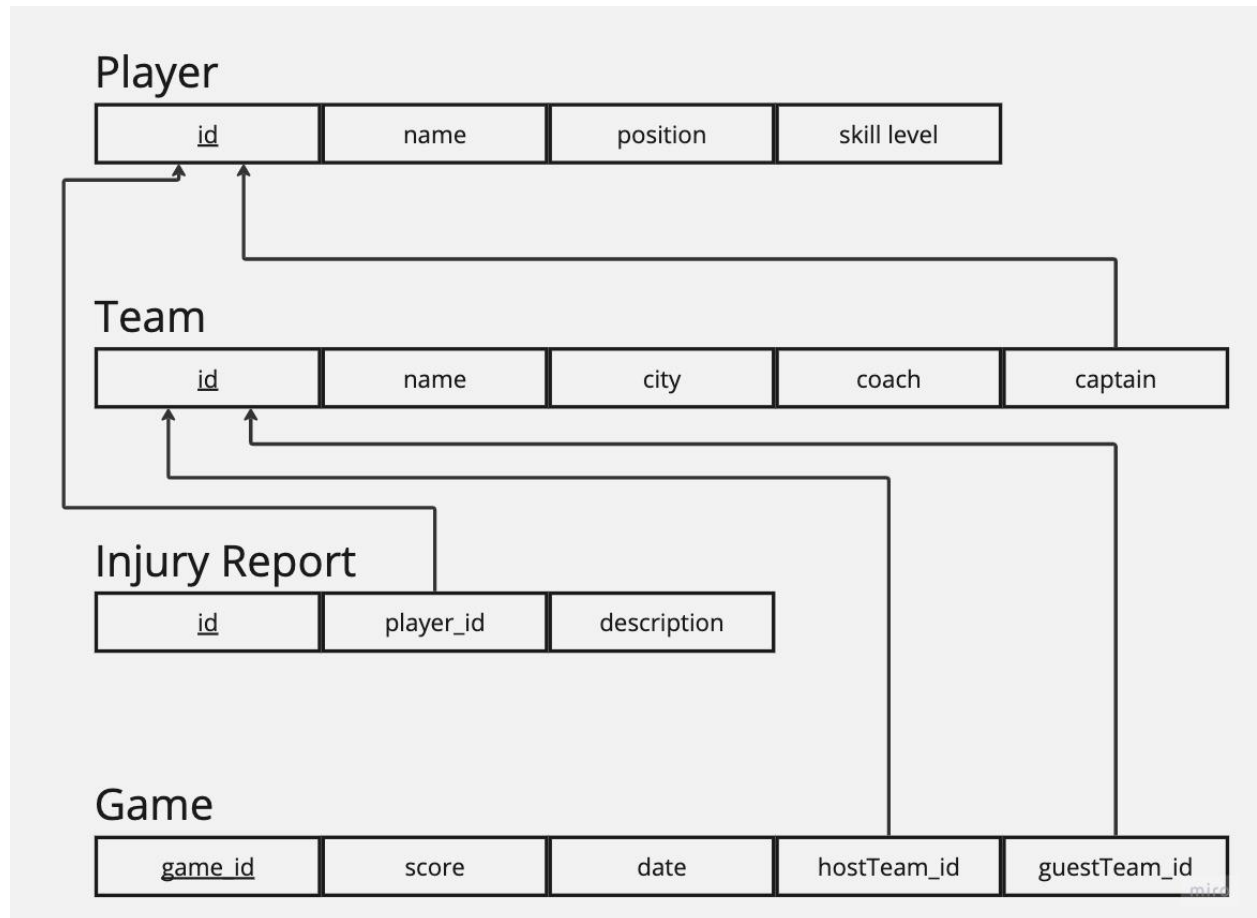 Player
id name position skill level
Team
id name city coach captain
Injury Report
id player_id description
Game
game_id score date hostTeam_id guestTeam_id
miro